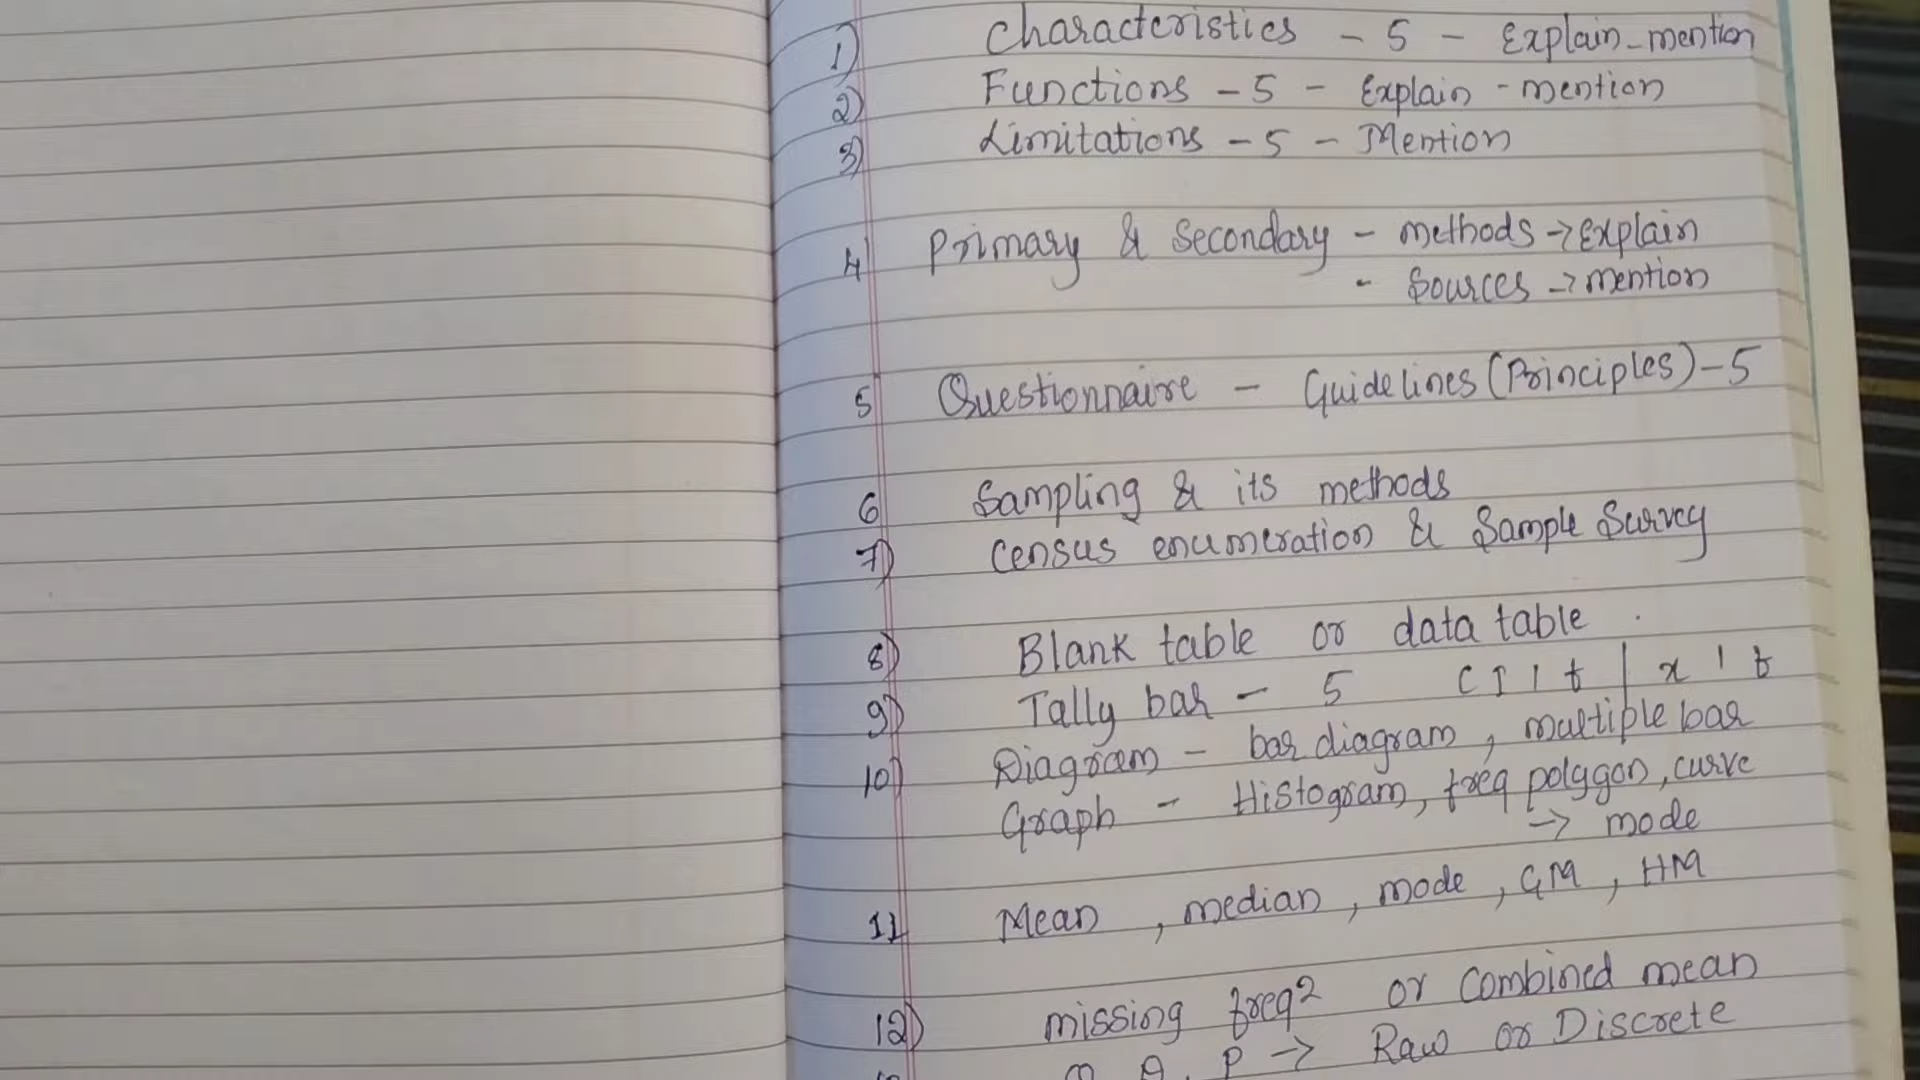 1) Characteristics - 5 - Explain - mention
2) Functions - 5 - Explain - mention
3) Limitations - 5 - Mention
4 Primary & Secondary - methods → explain
- Sources → mention
5 Questionnaire - Guidelines (Principles) - 5
6 Sampling & its methods
7) Census enumeration & Sample Survey
8) Blank table or data table
9) Tally bar - 5 CI | f | x | f
10) Diagram - bar diagram, multiple bar
Graph - Histogram, freq polygon, curve
→ mode
11 Mean, median, mode, GM, HM
12) missing freq² or Combined mean
P → Raw or Discrete